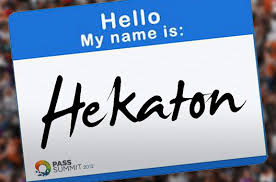 Hello
My name is:
Hekaton
PASS
SUMMIT 2012